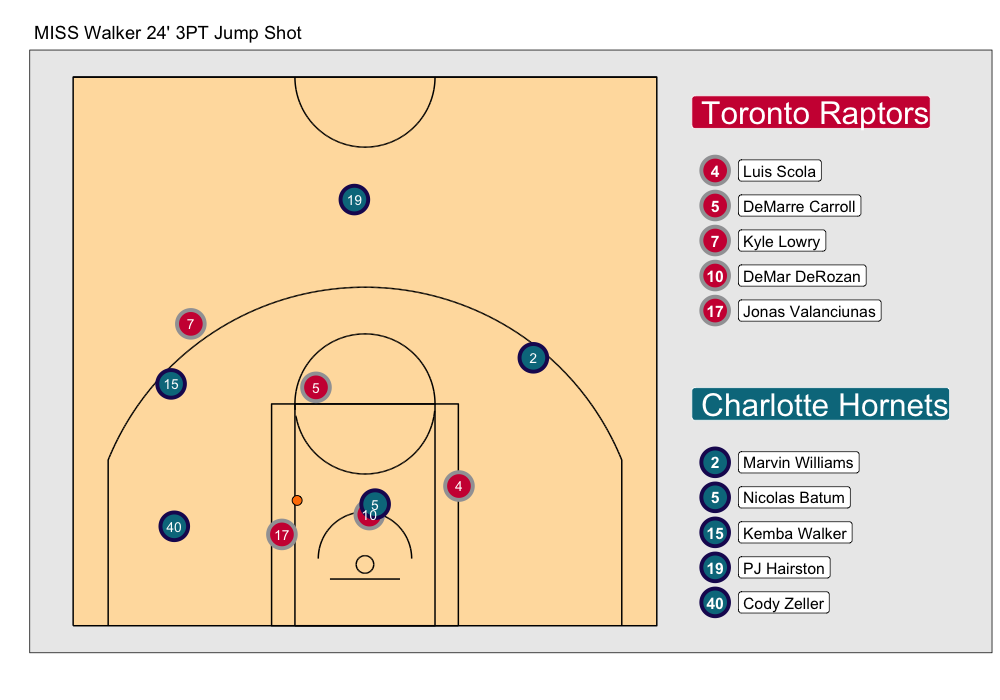 MISS Walker 24' 3PT Jump Shot
Toronto Raptors
4 Luis Scola
5 DeMarre Carroll
7 Kyle Lowry
10 DeMar DeRozan
17 Jonas Valanciunas
Charlotte Hornets
2 Marvin Williams
5 Nicolas Batum
15 Kemba Walker
19 PJ Hairston
40 Cody Zeller
19
7
2
15
5
4
5
10
40
17